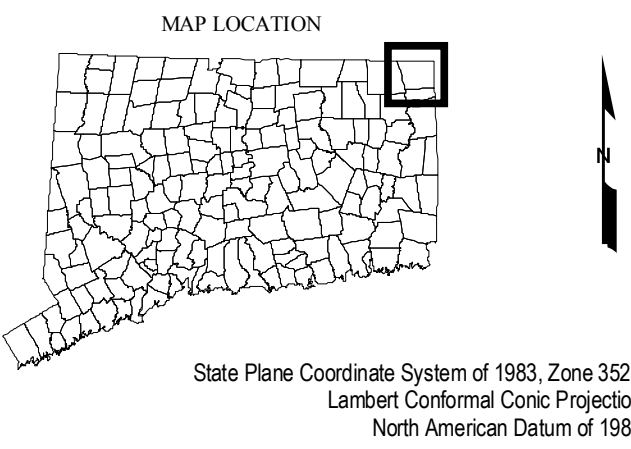 MAP LOCATION
N
State Plane Coordinate System of 1983, Zone 352
Lambert Conformal Conic Projectio
North American Datum of 198